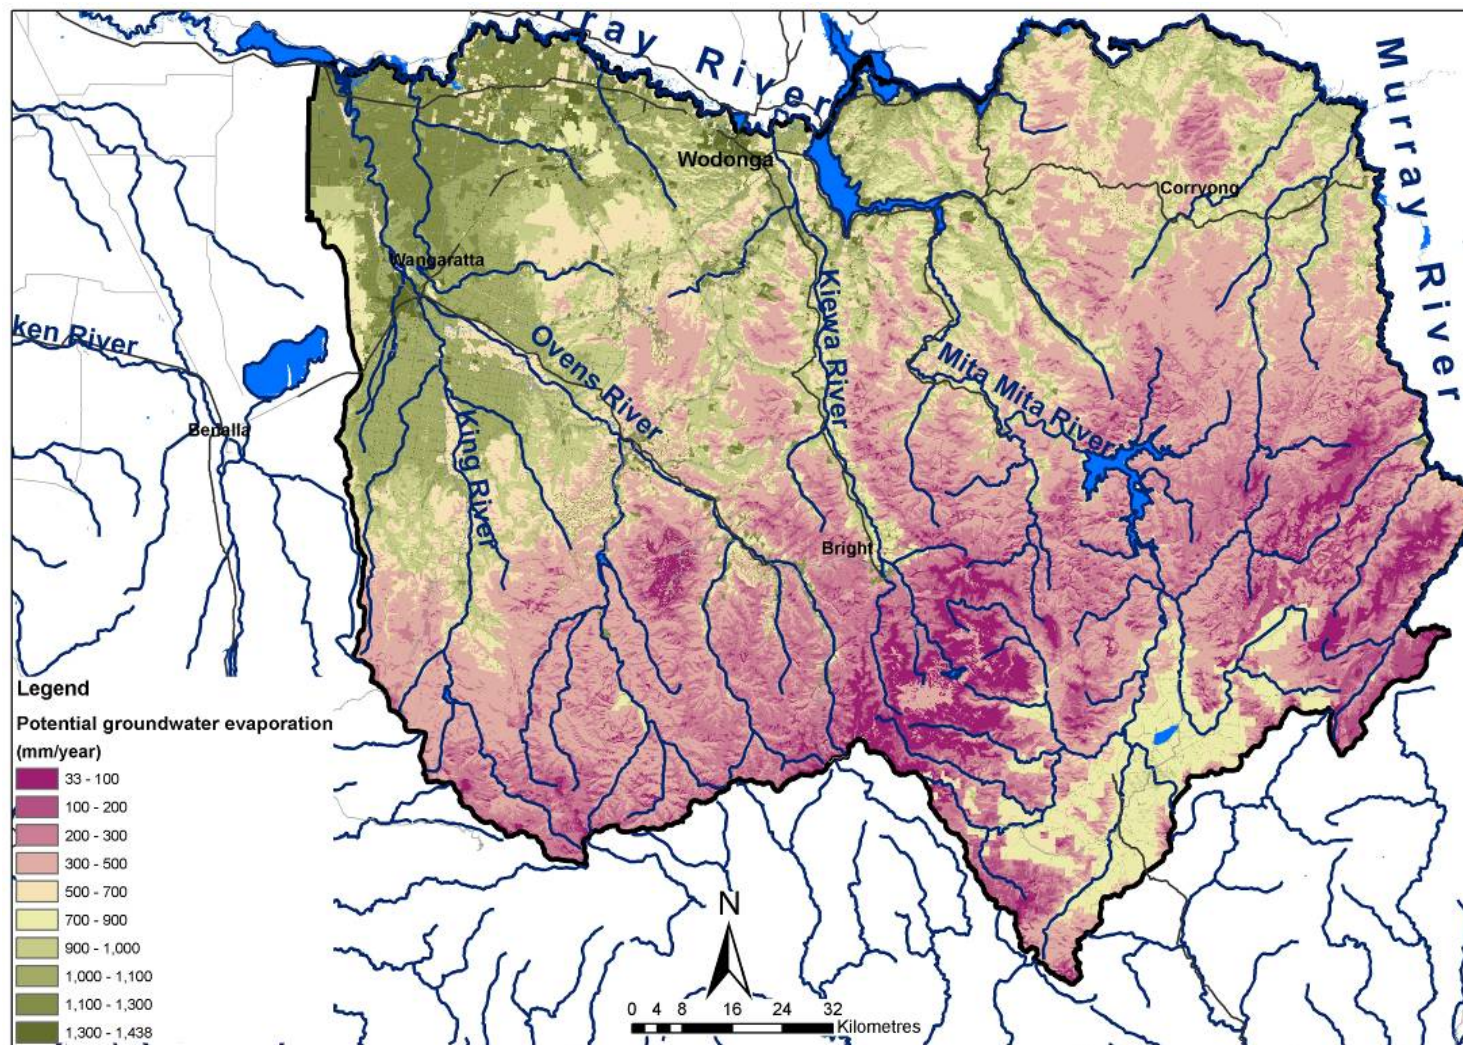 rray River
Murray River
Wodonga
Corryong
Wangaratta
ken River
Ovens River
Kiewa River
Mita Mita River
Benalla
King River
Bright
Legend
Potential groundwater evaporation
(mm/year)
33 - 100
100 - 200
200 - 300
300 - 500
500 - 700
700 - 900
900 - 1,000
1,000 - 1,100
1,100 - 1,300
1,300 - 1,438
N
0 4 8 16 24 32
Kilometres